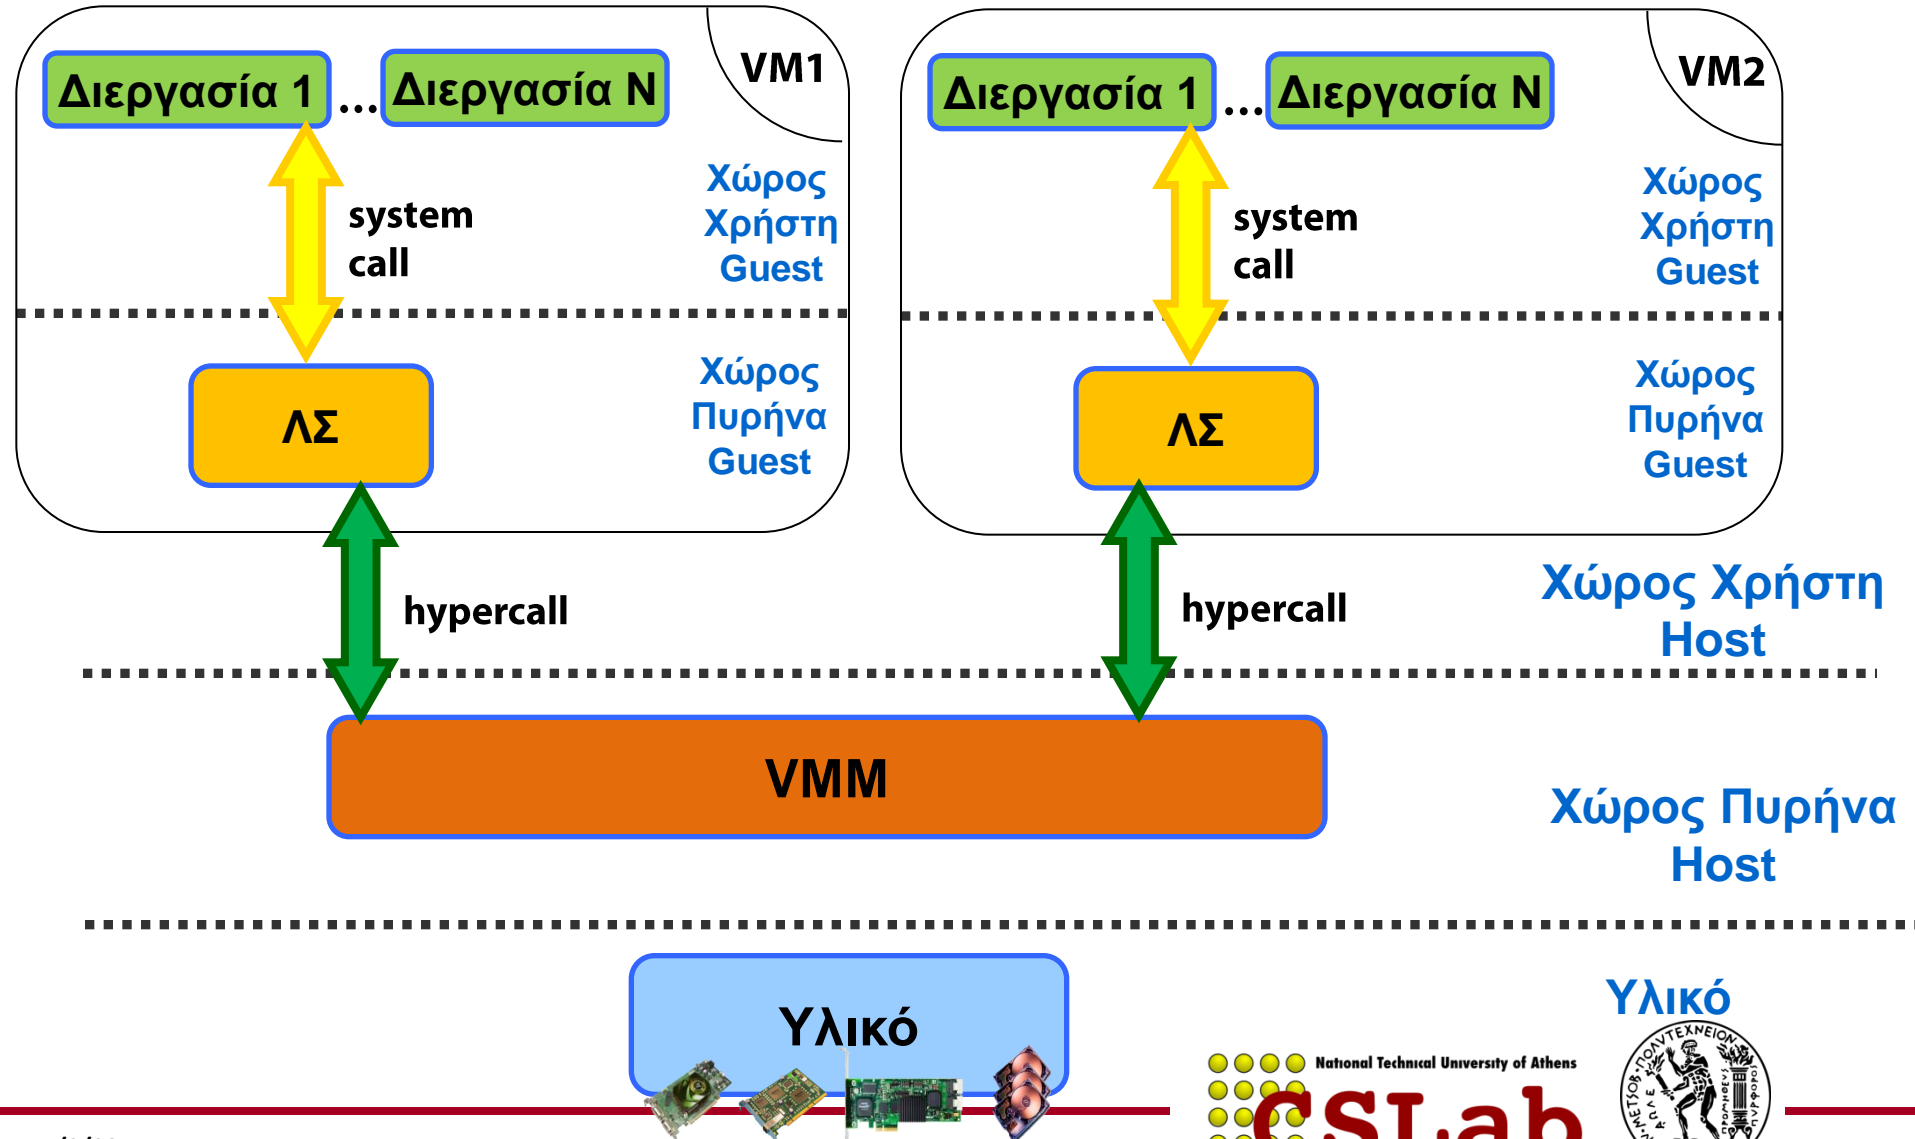 Διεργασία 1 ... Διεργασία Ν
VM1
Διεργασία 1 ... Διεργασία Ν
VM2
system
call
Χώρος
Χρήστη
Guest
system
call
Χώρος
Χρήστη
Guest
ΛΣ
Χώρος
Πυρήνα
Guest
ΛΣ
Χώρος
Πυρήνα
Guest
hypercall
hypercall
Χώρος Χρήστη
Host
VMM
Χώρος Πυρήνα
Host
Υλικό
Υλικό
National Technical University of Athens
CSLab